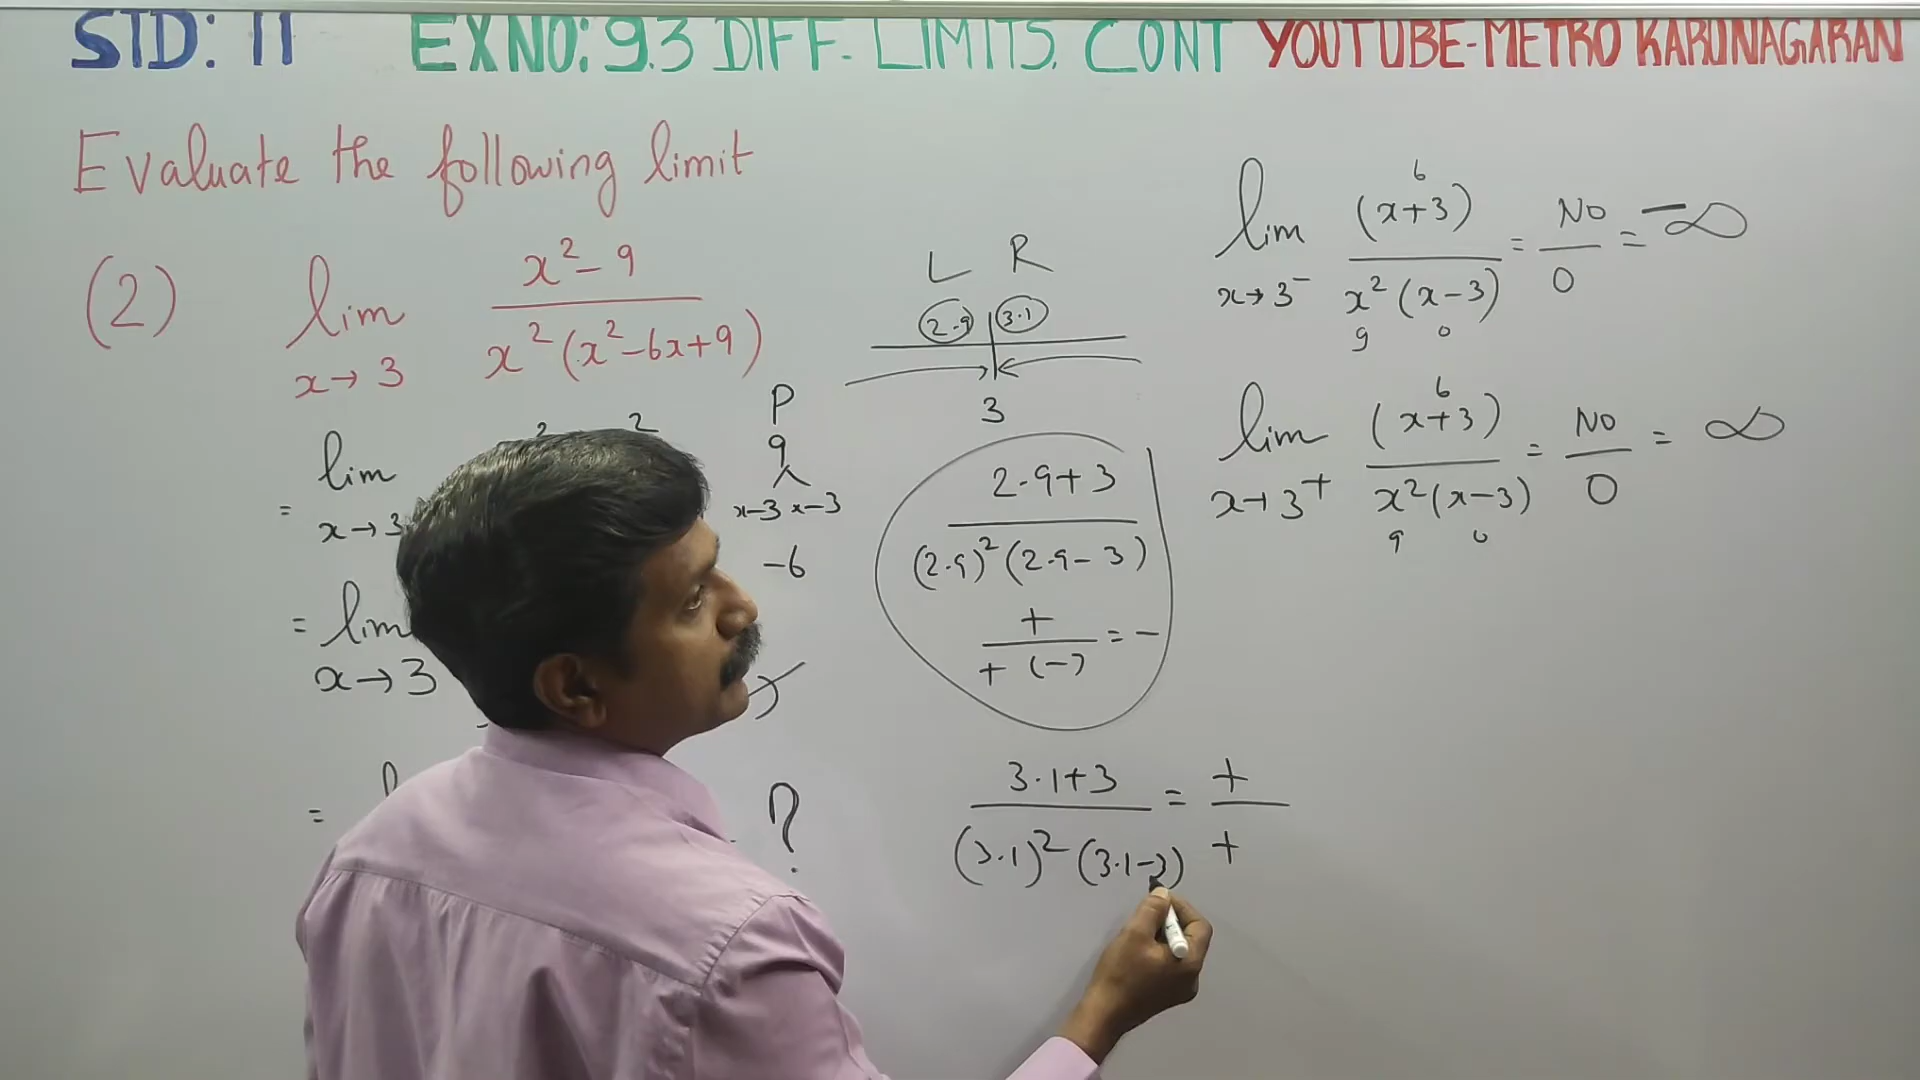 STD: 11 EXNO: 9.3 DIFF. LIMITS. CONT YOUTUBE-METRO KARUNAGARAN
Evaluate the following limit
(2) lim x→3 x²-9 / x²(x²-6x+9)
= lim x→3
= lim x→3
=
?
P
9
x-3 x-3
-6
L R
2.9 3.1
3
2.9+3 / (2.9)²(2.9-3)
+ / +(-) = -
3.1+3 / (3.1)²(3.1-3) = + / +
lim x→3⁻ (x+3) / x²(x-3) = No / 0 = -∞
6
9 0
lim x→3+ (x+3) / x²(x-3) = No / 0 = ∞
6
9 0